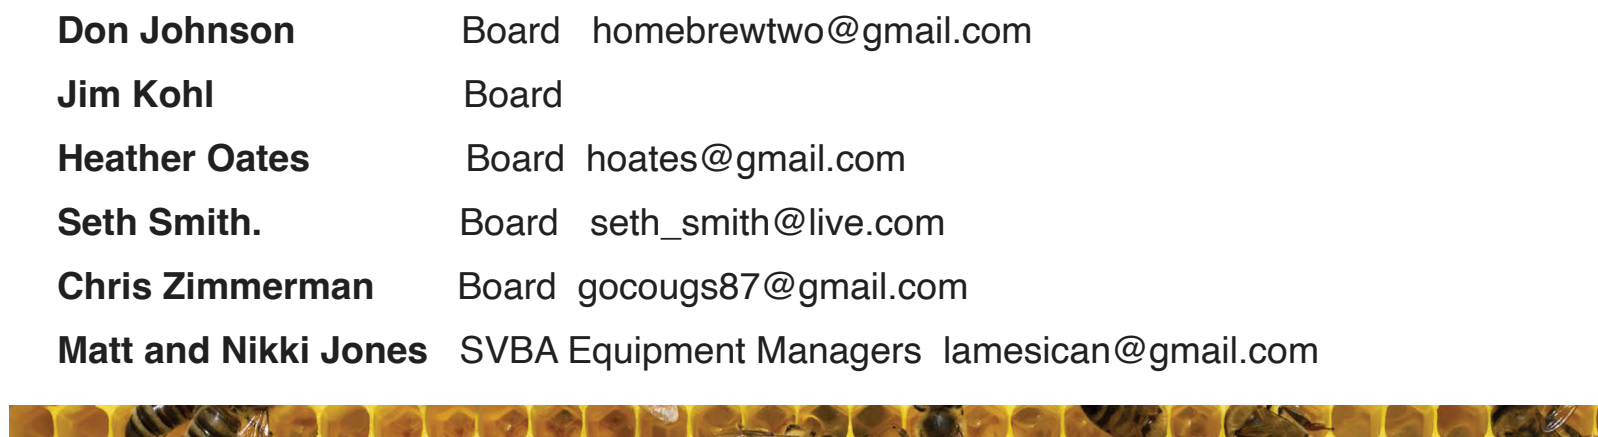 Don Johnson Board homebrewtwo@gmail.com
Jim Kohl Board
Heather Oates Board hoates@gmail.com
Seth Smith. Board seth_smith@live.com
Chris Zimmerman Board gocougs87@gmail.com
Matt and Nikki Jones SVBA Equipment Managers lamesican@gmail.com